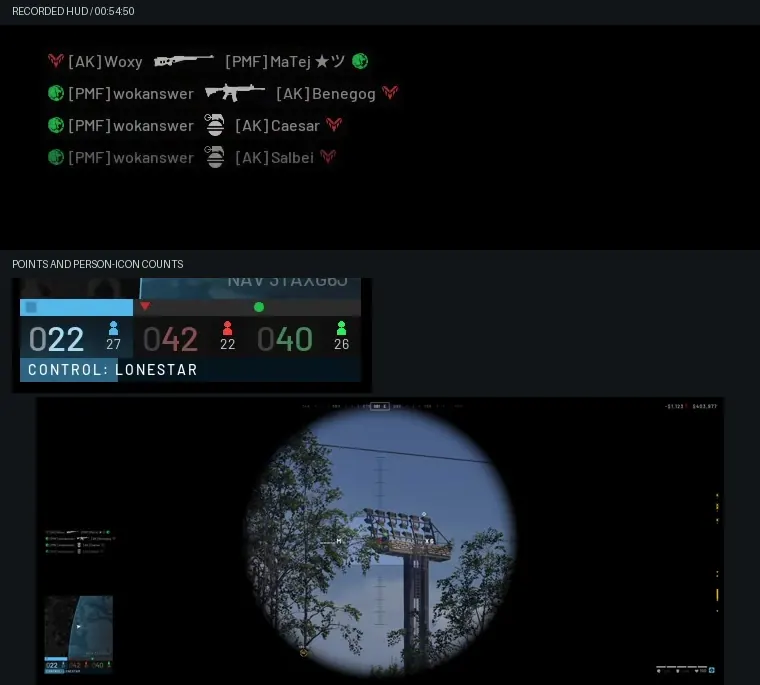 RECORDED HUD / 00:54:50
[AK] Woxy [PMF] MaTej ★ツ
[PMF] wokanswer [AK] Benegog
[PMF] wokanswer [AK] Caesar
[PMF] wokanswer [AK] Salbei
POINTS AND PERSON-ICON COUNTS
022 27 042 22 040 26
CONTROL: LONESTAR